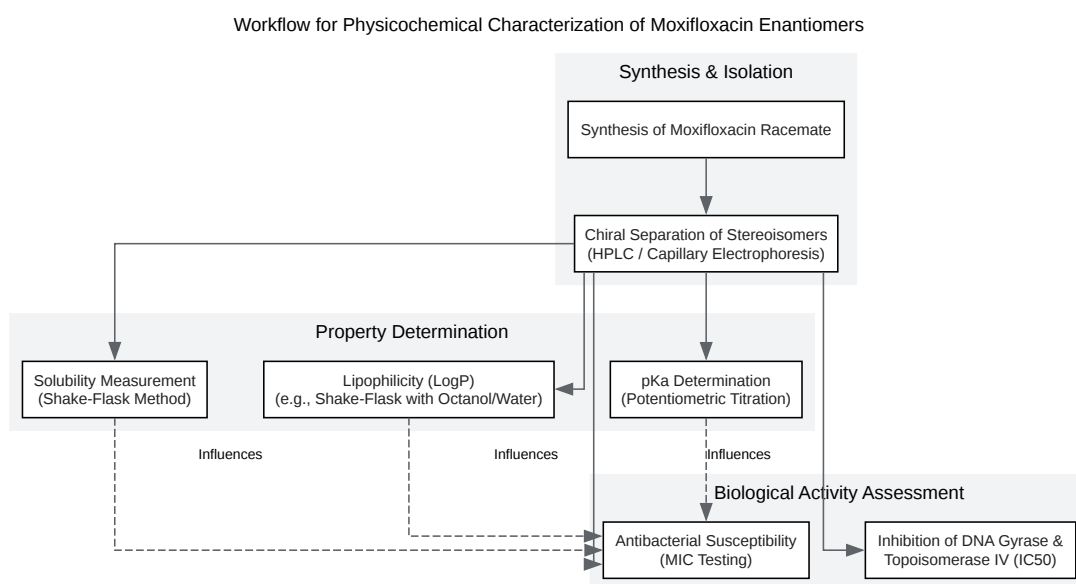 Workflow for Physicochemical Characterization of Moxifloxacin Enantiomers
Synthesis & Isolation
Synthesis of Moxifloxacin Racemate
Chiral Separation of Stereoisomers
(HPLC / Capillary Electrophoresis)
Property Determination
Solubility Measurement
(Shake-Flask Method)
Lipophilicity (LogP)
(e.g., Shake-Flask with Octanol/Water)
pKa Determination
(Potentiometric Titration)
Influences
Influences
Influences
Biological Activity Assessment
Antibacterial Susceptibility
(MIC Testing)
Inhibition of DNA Gyrase &
Topoisomerase IV (IC50)